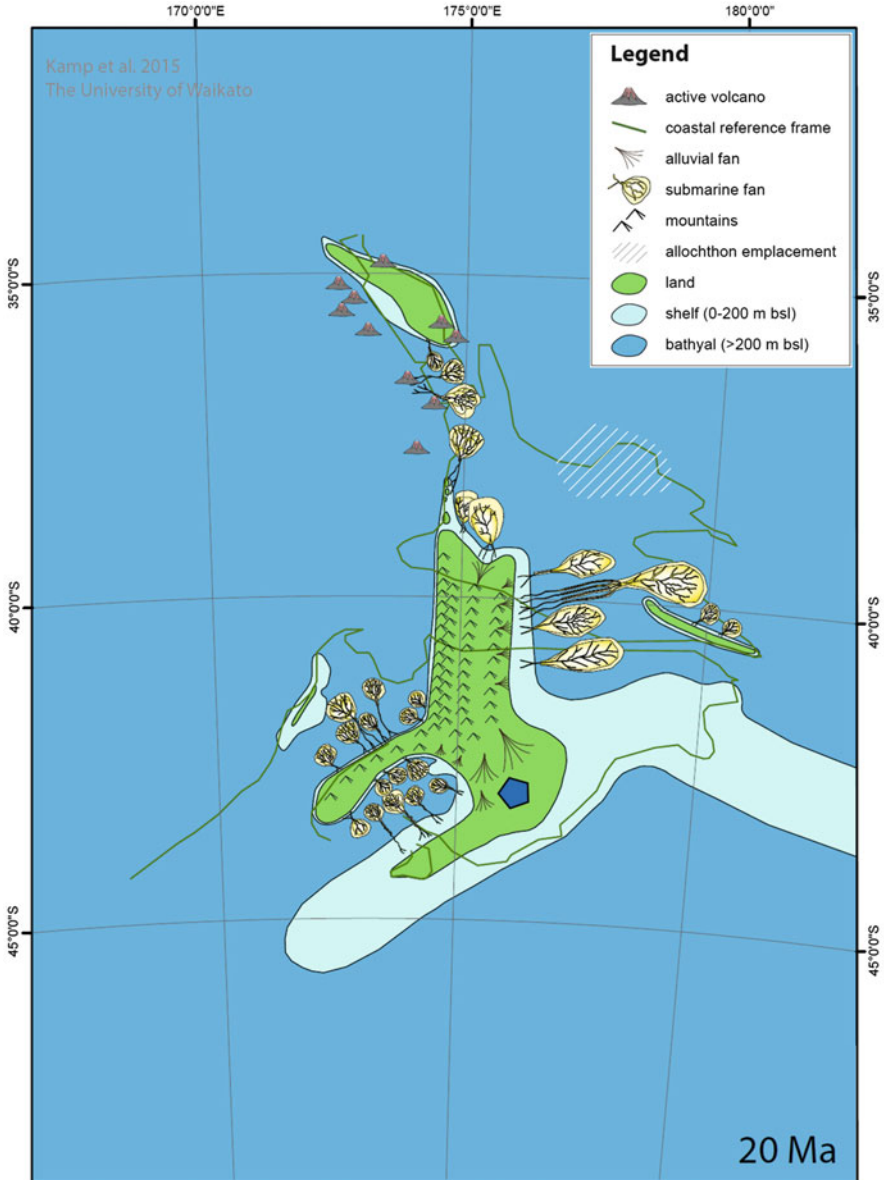 170°0'0"E
175°0'0"E
180°0'0"E
Kamp et al. 2015
The University of Waikato
Legend
active volcano
coastal reference frame
alluvial fan
submarine fan
mountains
allochthon emplacement
land
shelf (0-200 m bsl)
bathyal (>200 m bsl)
35°0'0"S
35°0'0"S
40°0'0"S
40°0'0"S
45°0'0"S
45°0'0"S
20 Ma